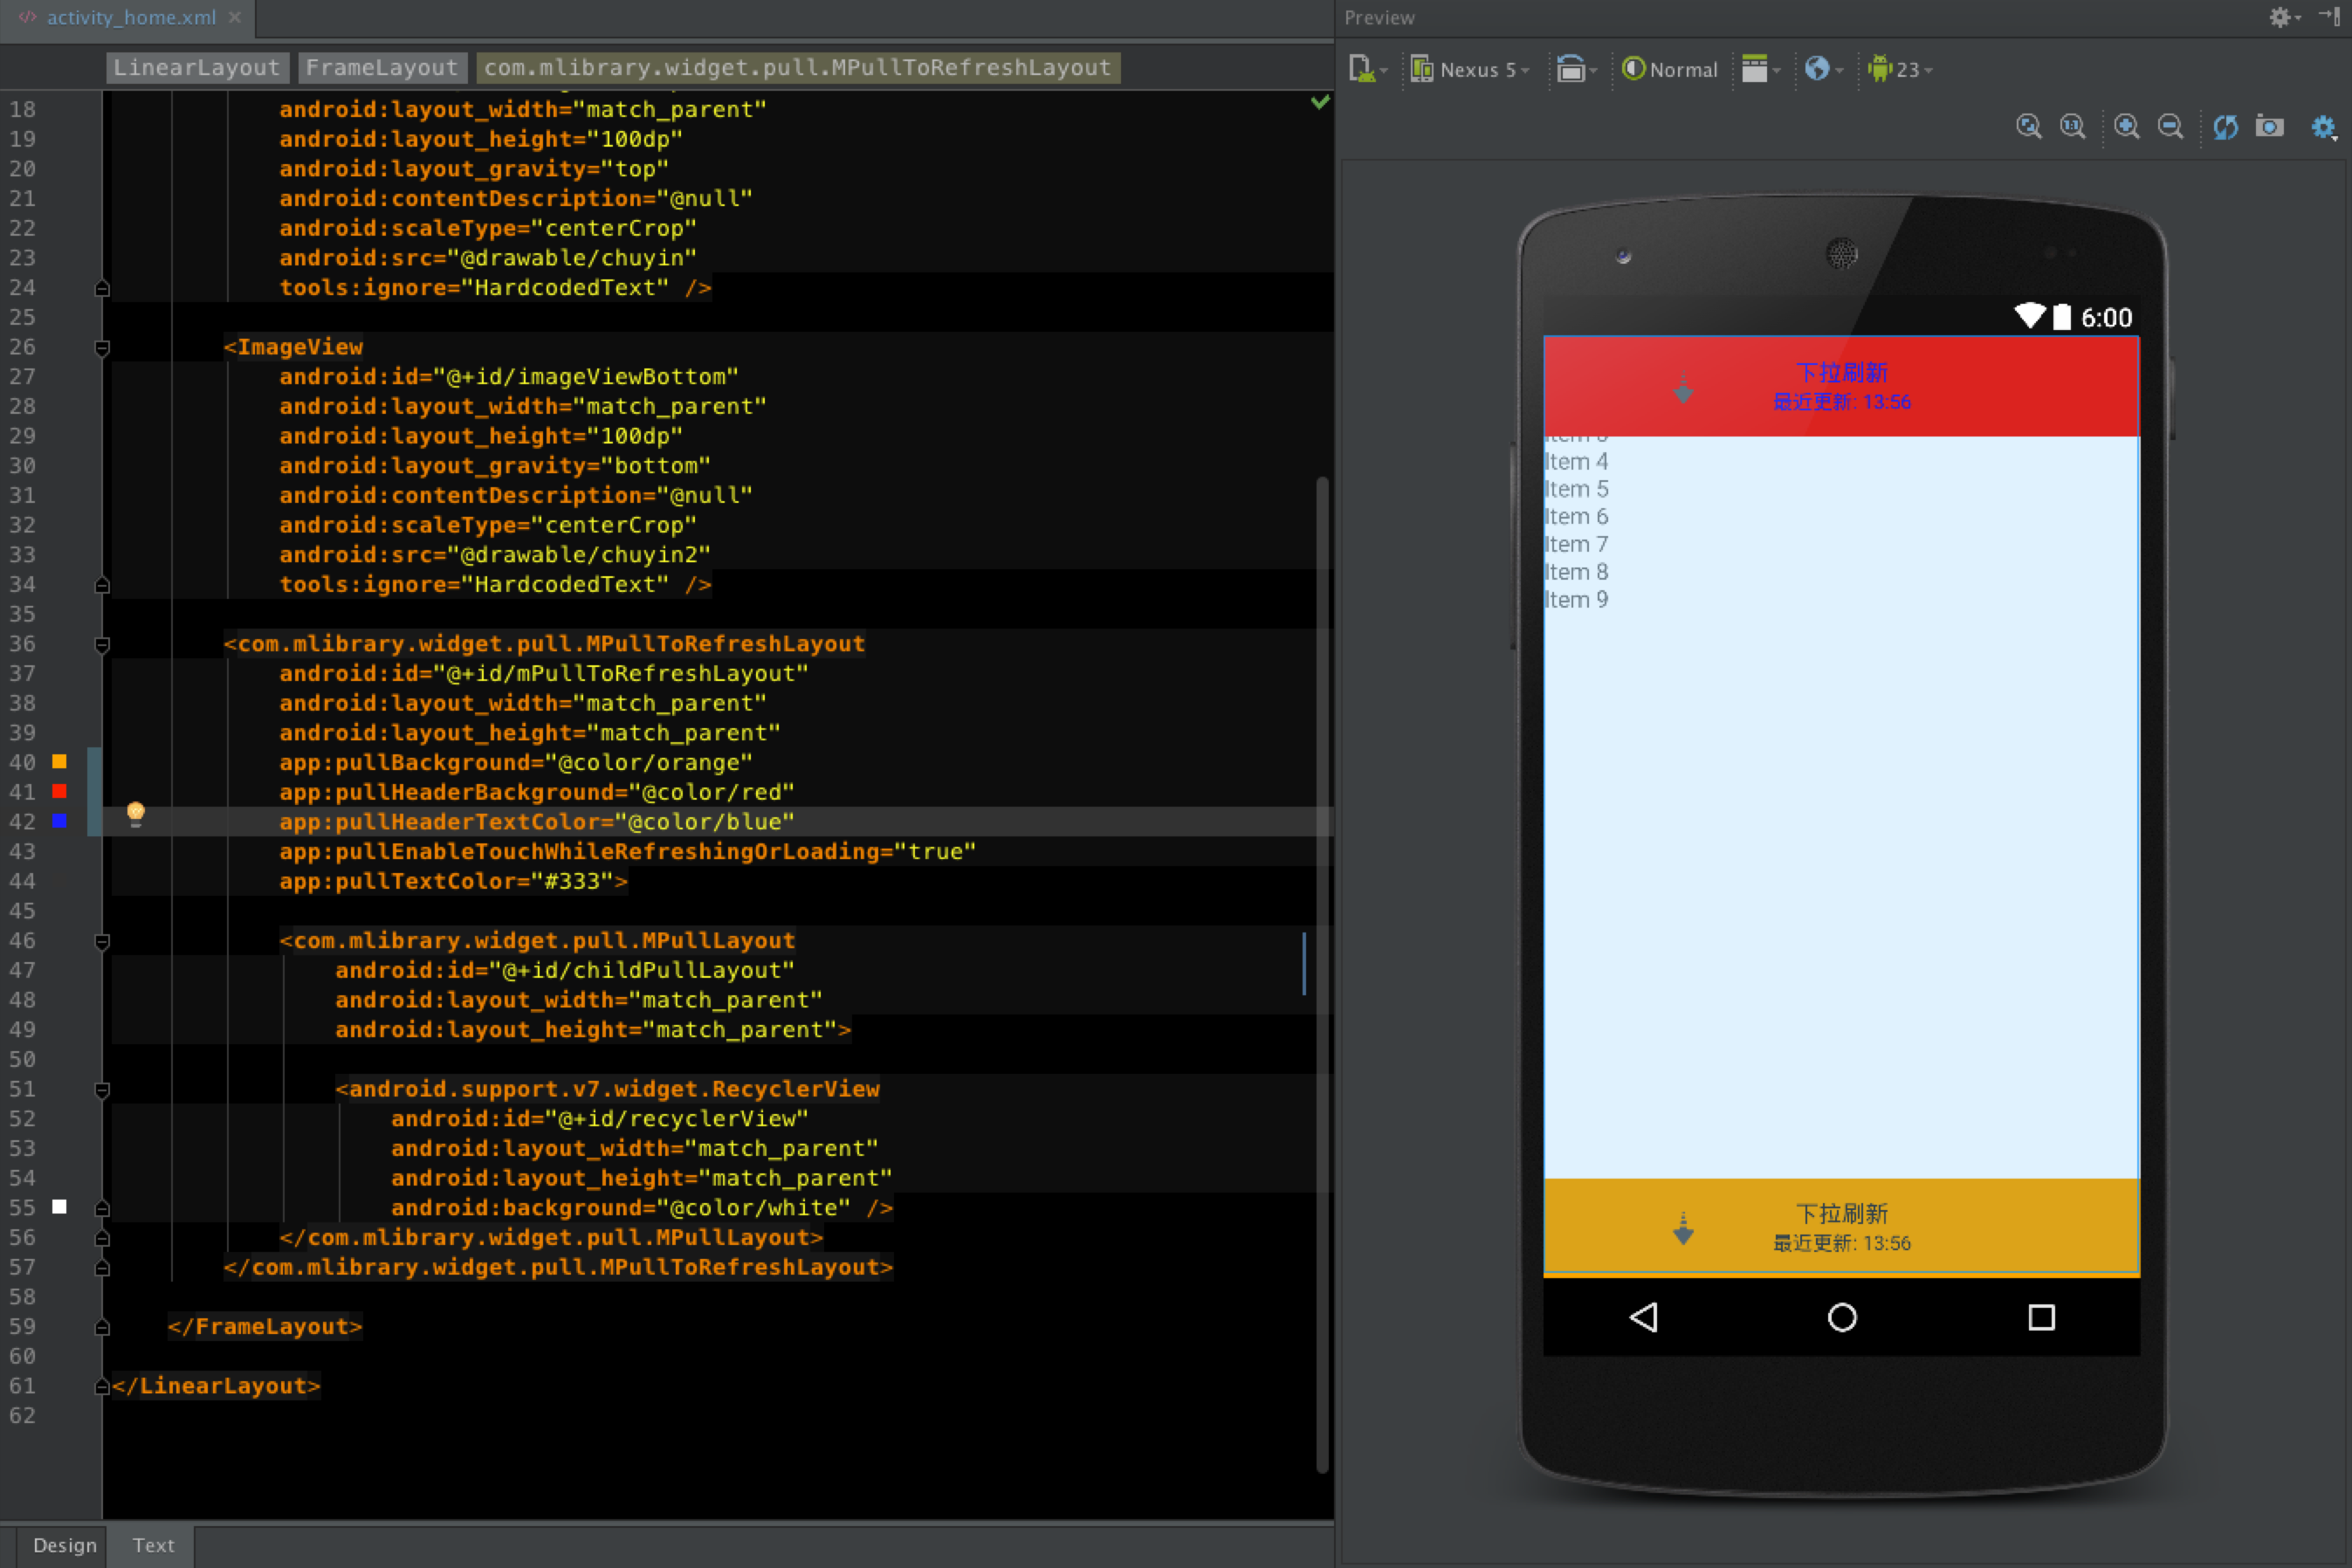 activity_home.xml
LinearLayout FrameLayout com.mlibrary.widget.pull.MPullToRefreshLayout
18 android:layout_width="match_parent"
19 android:layout_height="100dp"
20 android:layout_gravity="top"
21 android:contentDescription="@null"
22 android:scaleType="centerCrop"
23 android:src="@drawable/chuyin"
24 tools:ignore="HardcodedText" />
25
26 <ImageView
27 android:id="@+id/imageViewBottom"
28 android:layout_width="match_parent"
29 android:layout_height="100dp"
30 android:layout_gravity="bottom"
31 android:contentDescription="@null"
32 android:scaleType="centerCrop"
33 android:src="@drawable/chuyin2"
34 tools:ignore="HardcodedText" />
35
36 <com.mlibrary.widget.pull.MPullToRefreshLayout
37 android:id="@+id/mPullToRefreshLayout"
38 android:layout_width="match_parent"
39 android:layout_height="match_parent"
40 app:pullBackground="@color/orange"
41 app:pullHeaderBackground="@color/red"
42 app:pullHeaderTextColor="@color/blue"
43 app:pullEnableTouchWhileRefreshingOrLoading="true"
44 app:pullTextColor="#333">
45
46 <com.mlibrary.widget.pull.MPullLayout
47 android:id="@+id/childPullLayout"
48 android:layout_width="match_parent"
49 android:layout_height="match_parent">
50
51 <android.support.v7.widget.RecyclerView
52 android:id="@+id/recyclerView"
53 android:layout_width="match_parent"
54 android:layout_height="match_parent"
55 android:background="@color/white" />
56 </com.mlibrary.widget.pull.MPullLayout>
57 </com.mlibrary.widget.pull.MPullToRefreshLayout>
58
59 </FrameLayout>
60
61 </LinearLayout>
62
Design Text
Preview
Nexus 5 Normal 23
1:1
6:00
下拉刷新
最近更新: 13:56
Item 4
Item 5
Item 6
Item 7
Item 8
Item 9
下拉刷新
最近更新: 13:56